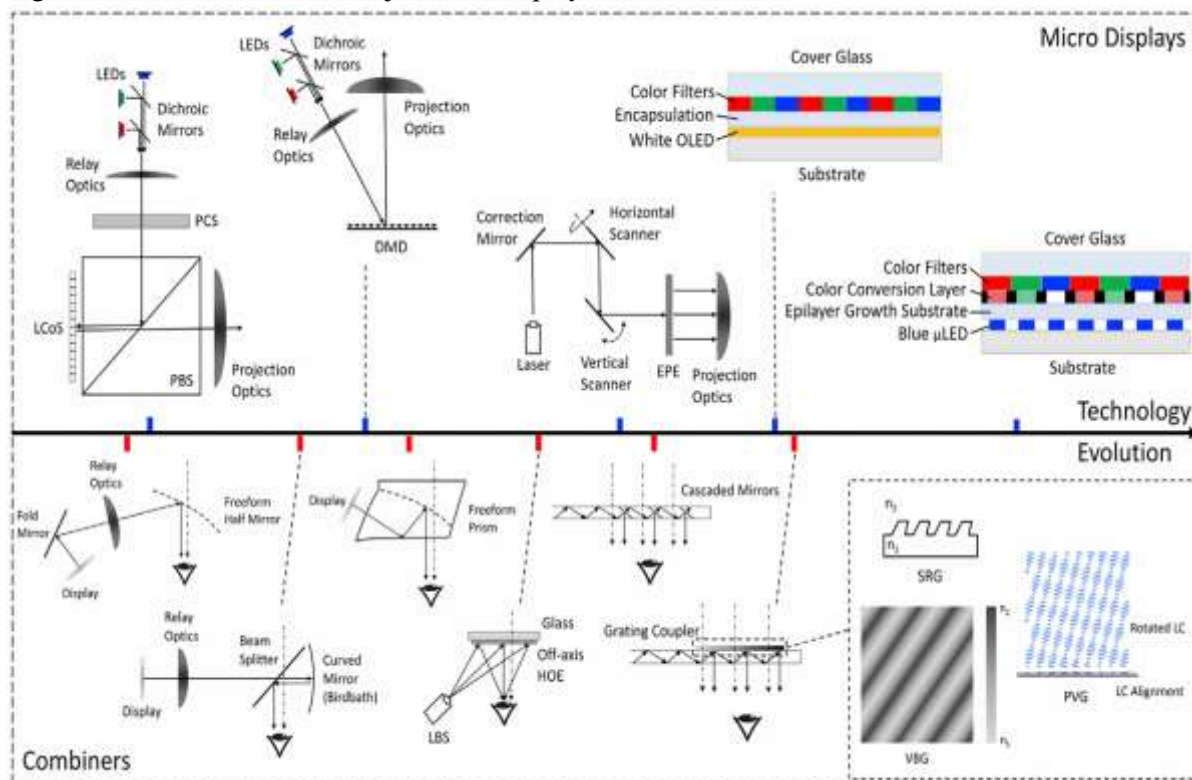 Micro Displays
LEDs
Dichroic
Mirrors
Relay
Optics
PCS
LCoS
PBS
Projection
Optics
LEDs
Dichroic
Mirrors
Projection
Optics
Relay
Optics
DMD
Correction
Mirror
Horizontal
Scanner
Laser
Vertical
Scanner
EPE
Projection
Optics
Cover Glass
Color Filters
Encapsulation
White OLED
Substrate
Cover Glass
Color Filters
Color Conversion Layer
Epilayer Growth Substrate
Blue μLED
Substrate
Technology
Evolution
Relay
Optics
Fold
Mirror
Display
Freeform
Half Mirror
Display
Freeform
Prism
Cascaded Mirrors
Relay
Optics
Beam
Splitter
Display
Curved
Mirror
(Birdbath)
Glass
Off-axis
HOE
LBS
Grating Coupler
n₁
SRG
VBG
Rotated LC
LC Alignment
PVG
Combiners